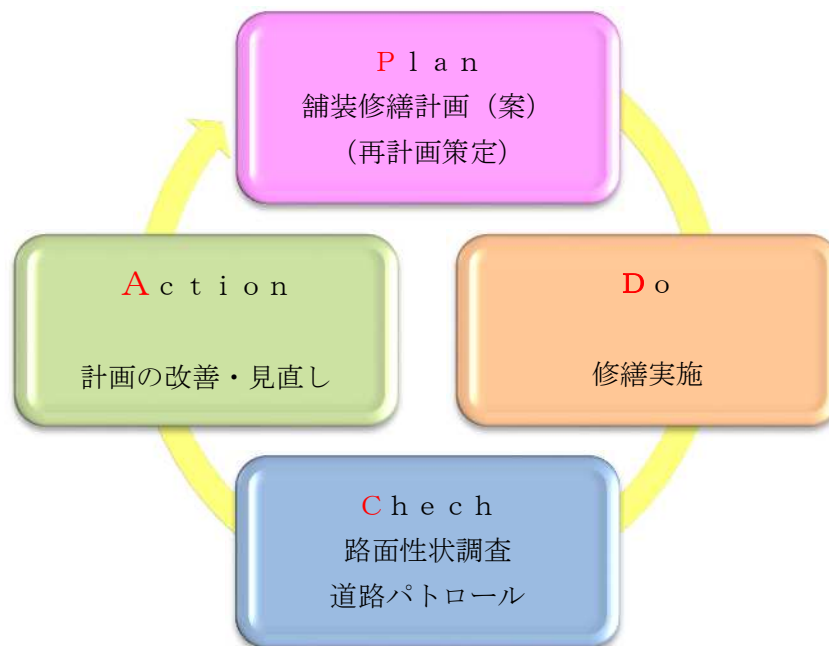 Ｐｌａｎ
舗装修繕計画（案）
（再計画策定）
Ａｃｔｉｏｎ
計画の改善・見直し
Ｄｏ
修繕実施
Ｃｈｅｃｈ
路面性状調査
道路パトロール